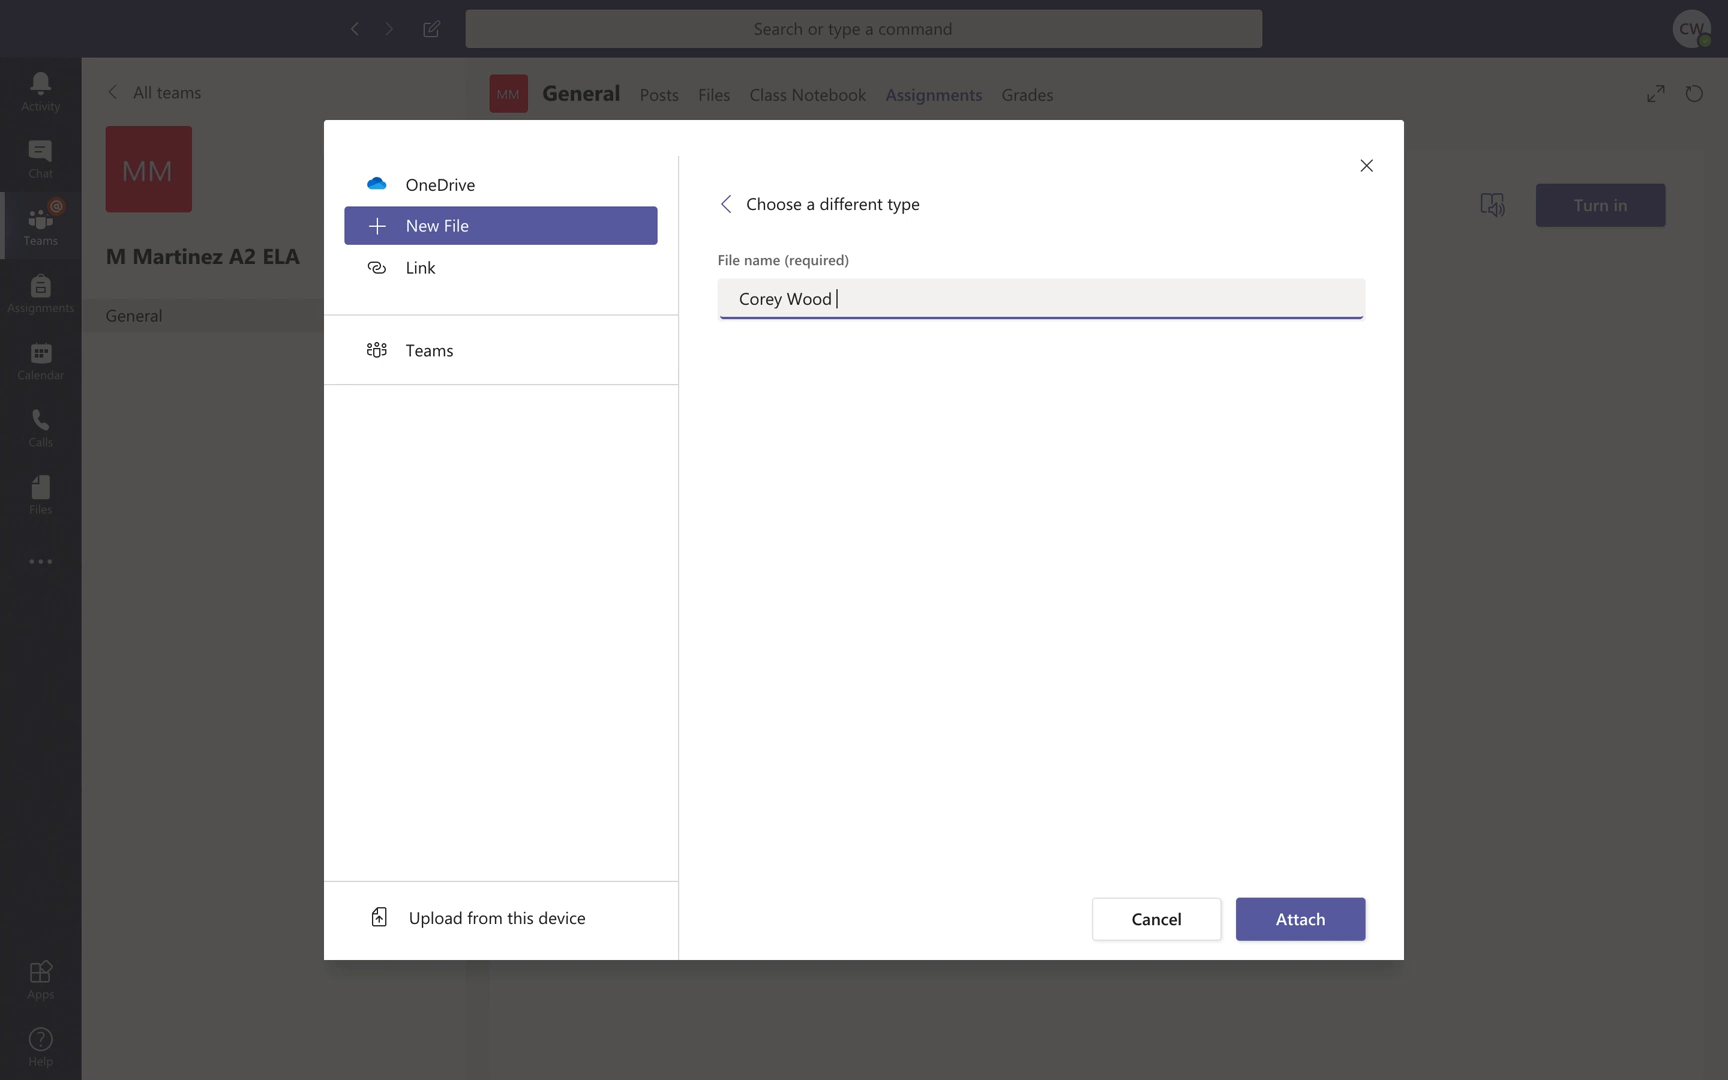 Search or type a command
CW
Activity
Chat
Teams
Assignments
Calendar
Calls
Files
Apps
Help
All teams
MM
M Martinez A2 ELA
General
MM
General
Posts
Files
Class Notebook
Assignments
Grades
Turn in
OneDrive
New File
Link
Teams
Upload from this device
Choose a different type
File name (required)
Corey Wood
Cancel
Attach